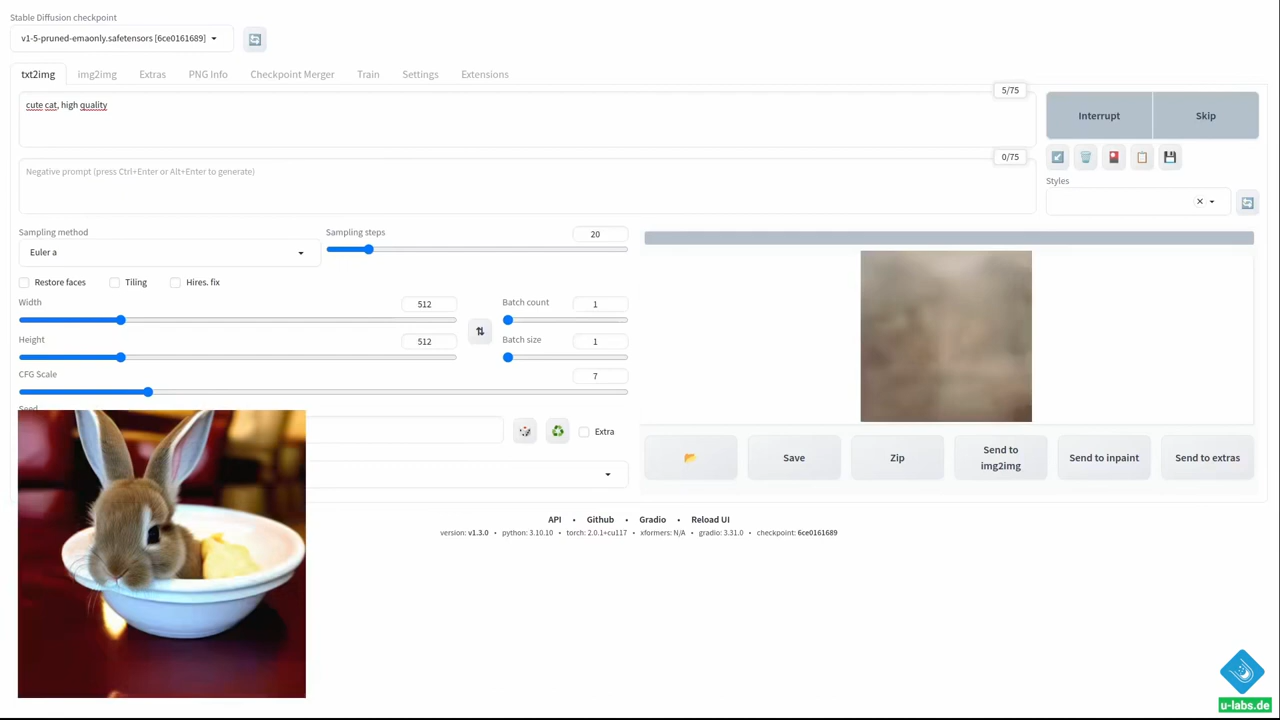 Stable Diffusion checkpoint
v1-5-pruned-emaonly.safetensors [6ce0161689]
txt2img img2img Extras PNG Info Checkpoint Merger Train Settings Extensions
5/75
cute cat, high quality
Interrupt Skip
0/75
Negative prompt (press Ctrl+Enter or Alt+Enter to generate)
Styles
Sampling method
Sampling steps
20
Euler a
Restore faces Tiling Hires. fix
Width
512
Batch count
1
Height
512
Batch size
1
CFG Scale
7
Seed
Extra
Save
Zip
Send to
img2img
Send to inpaint
Send to extras
API • Github • Gradio • Reload UI
version: v1.3.0 • python: 3.10.10 • torch: 2.0.1+cu117 • xformers: N/A • gradio: 3.31.0 • checkpoint: 6ce0161689
u-labs.de